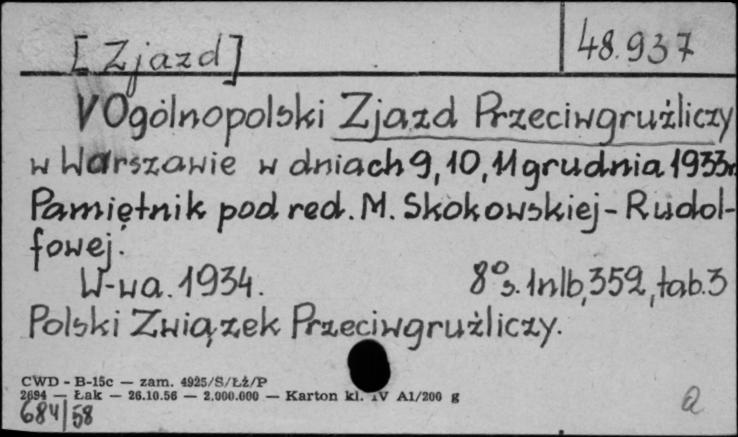 [Zjazd] 48.937
V Ogólnopolski Zjazd Przeciwgruźliczy
w Warszawie w dniach 9, 10, 11 grudnia 1933r.
Pamiętnik pod red. M. Skokowskiej-Rudol-
fowej.
W-wa. 1934. 8° s. 1nlb, 352, tab. 3
Polski Związek Przeciwgruźliczy.
CWD - B-15c — zam. 4925/S/Łż/P
2694 — Łak — 26.10.56 — 2.000.000 — Karton kl. IV A1/200 g
684/58